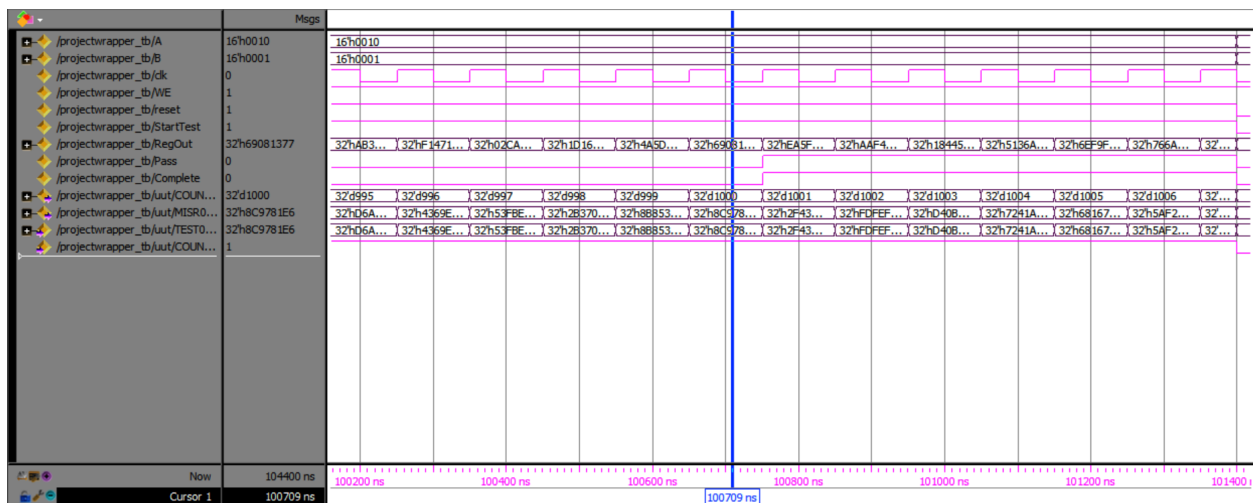 Msgs
/projectwrapper_tb/A 16'h0010 16'h0010
/projectwrapper_tb/B 16'h0001 16'h0001
/projectwrapper_tb/clk 0
/projectwrapper_tb/WE 1
/projectwrapper_tb/reset 1
/projectwrapper_tb/StartTest 1
/projectwrapper_tb/RegOut 32'h69081377 32'hAB3... 32'hF1471... 32'h02CA... 32'h1D16... 32'h4A5D... 32'h69081... 32'hEA5F... 32'hAAF4... 32'h18445... 32'h5136A... 32'h6EF9F... 32'h766A... 32'...
/projectwrapper_tb/Pass 0
/projectwrapper_tb/Complete 0
/projectwrapper_tb/uut/COUN... 32'd1000 32'd995 32'd996 32'd997 32'd998 32'd999 32'd1000 32'd1001 32'd1002 32'd1003 32'd1004 32'd1005 32'd1006 32'...
/projectwrapper_tb/uut/MISR0... 32'h8C9781E6 32'hD6A... 32'h4369E... 32'h53FBE... 32'h2B370... 32'h8B853... 32'h8C978... 32'h2F43... 32'hFDFEF... 32'hD40B... 32'h7241A... 32'h68167... 32'h5AF2... 32'...
/projectwrapper_tb/uut/TEST0... 32'h8C9781E6 32'hD6A... 32'h4369E... 32'h53FBE... 32'h2B370... 32'h8B853... 32'h8C978... 32'h2F43... 32'hFDFEF... 32'hD40B... 32'h7241A... 32'h68167... 32'h5AF2... 32'...
/projectwrapper_tb/uut/COUN... 1
Now 104400 ns 100200 ns 100400 ns 100600 ns 100800 ns 101000 ns 101200 ns 101400
Cursor 1 100709 ns 100709 ns